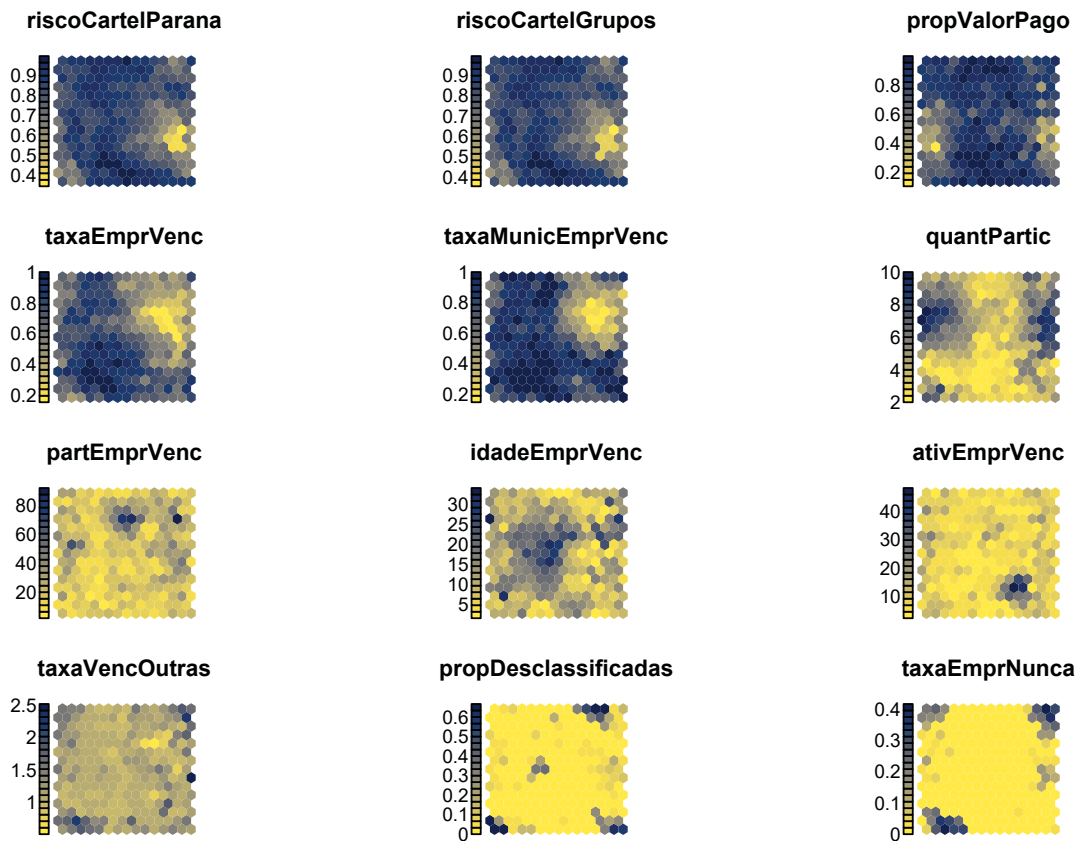 riscoCartelParana riscoCartelGrupos propValorPago
0.9 0.9
0.8 0.8 0.8
0.7 0.7 0.6
0.6 0.6 0.4
0.5 0.5 0.2
0.4 0.4
taxaEmprVenc taxaMunicEmprVenc quantPartic
1 1 10
0.8 0.8 8
0.6 0.6 6
0.4 0.4 4
0.2 0.2 2
partEmprVenc idadeEmprVenc ativEmprVenc
80 30 40
60 25 30
40 20 20
20 15 10
10
5
taxaVencOutras propDesclassificadas taxaEmprNunca
2.5 0.6 0.4
2 0.5 0.3
1.5 0.4 0.2
1 0.3 0.1
0.2 0
0.1
0